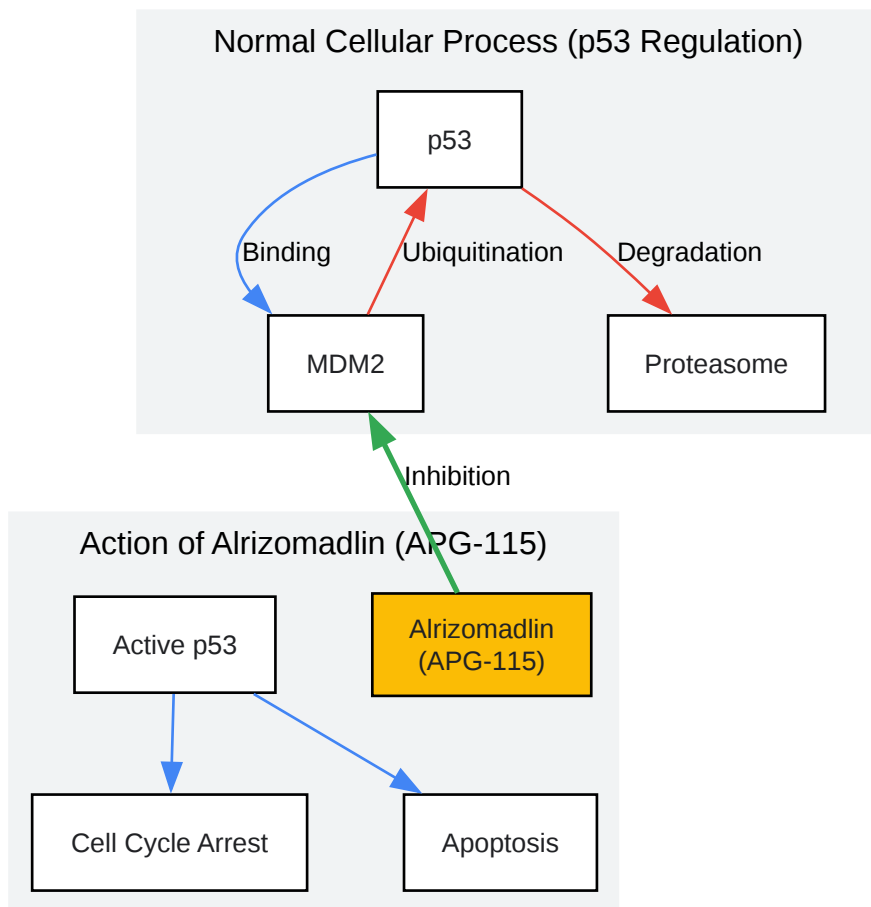 Normal Cellular Process (p53 Regulation)
p53
Binding
Ubiquitination
Degradation
MDM2
Proteasome
Inhibition
Action of Alrizomadlin (APG-115)
Active p53
Alrizomadlin
(APG-115)
Cell Cycle Arrest
Apoptosis